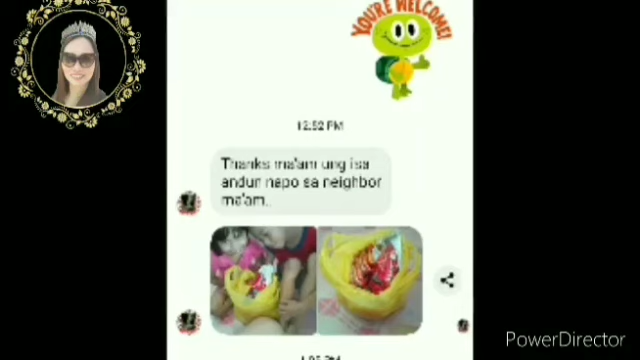 YOU'RE WELCOME!
12:52 PM
Thanks ma'am ung isa
andun napo sa neighbor
ma'am..
PowerDirector